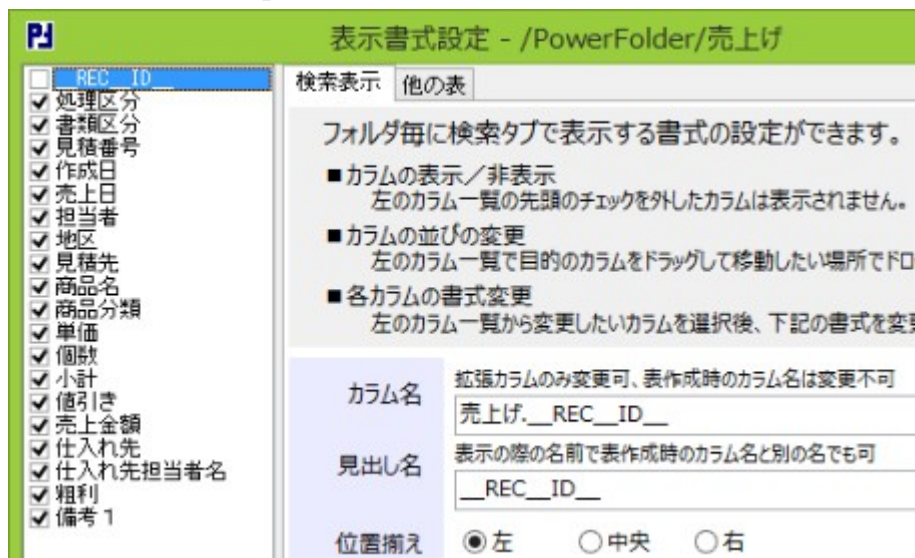 表示書式設定 - /PowerFolder/売上げ
__REC__ID__
処理区分
書類区分
見積番号
作成日
売上日
担当者
地区
見積先
商品名
商品分類
単価
個数
小計
値引き
売上金額
仕入れ先
仕入れ先担当者名
粗利
備考1
検索表示 他の表
フォルダ毎に検索タブで表示する書式の設定ができます。
■カラムの表示／非表示
左のカラム一覧の先頭のチェックを外したカラムは表示されません。
■カラムの並びの変更
左のカラム一覧で目的のカラムをドラッグして移動したい場所でドロ
■各カラムの書式変更
左のカラム一覧から変更したいカラムを選択後、下記の書式を変
カラム名
拡張カラムのみ変更可、表作成時のカラム名は変更不可
売上げ.__REC__ID__
見出し名
表示の際の名前で表作成時のカラム名と別の名でも可
__REC__ID__
位置揃え
左 中央 右